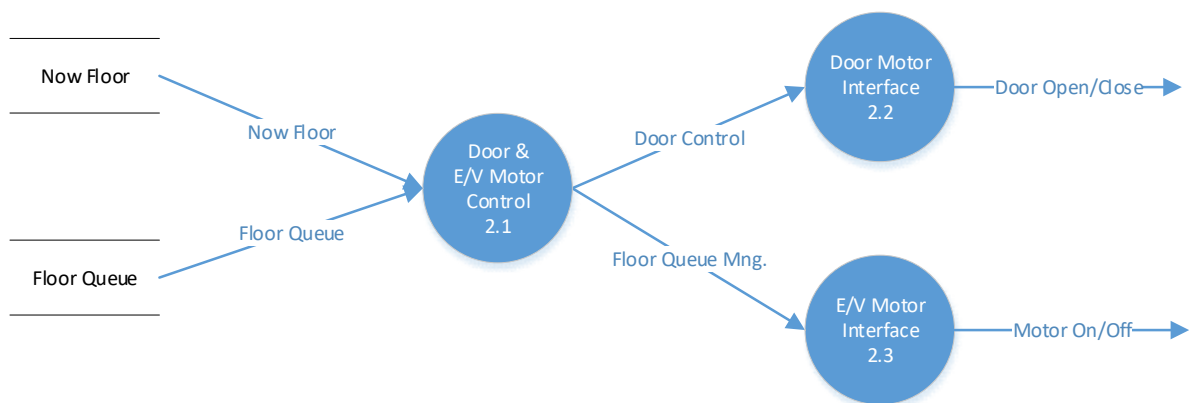 Now Floor
Now Floor
Floor Queue
Floor Queue
Door &
E/V Motor
Control
2.1
Door Control
Floor Queue Mng.
Door Motor
Interface
2.2
Door Open/Close
E/V Motor
Interface
2.3
Motor On/Off